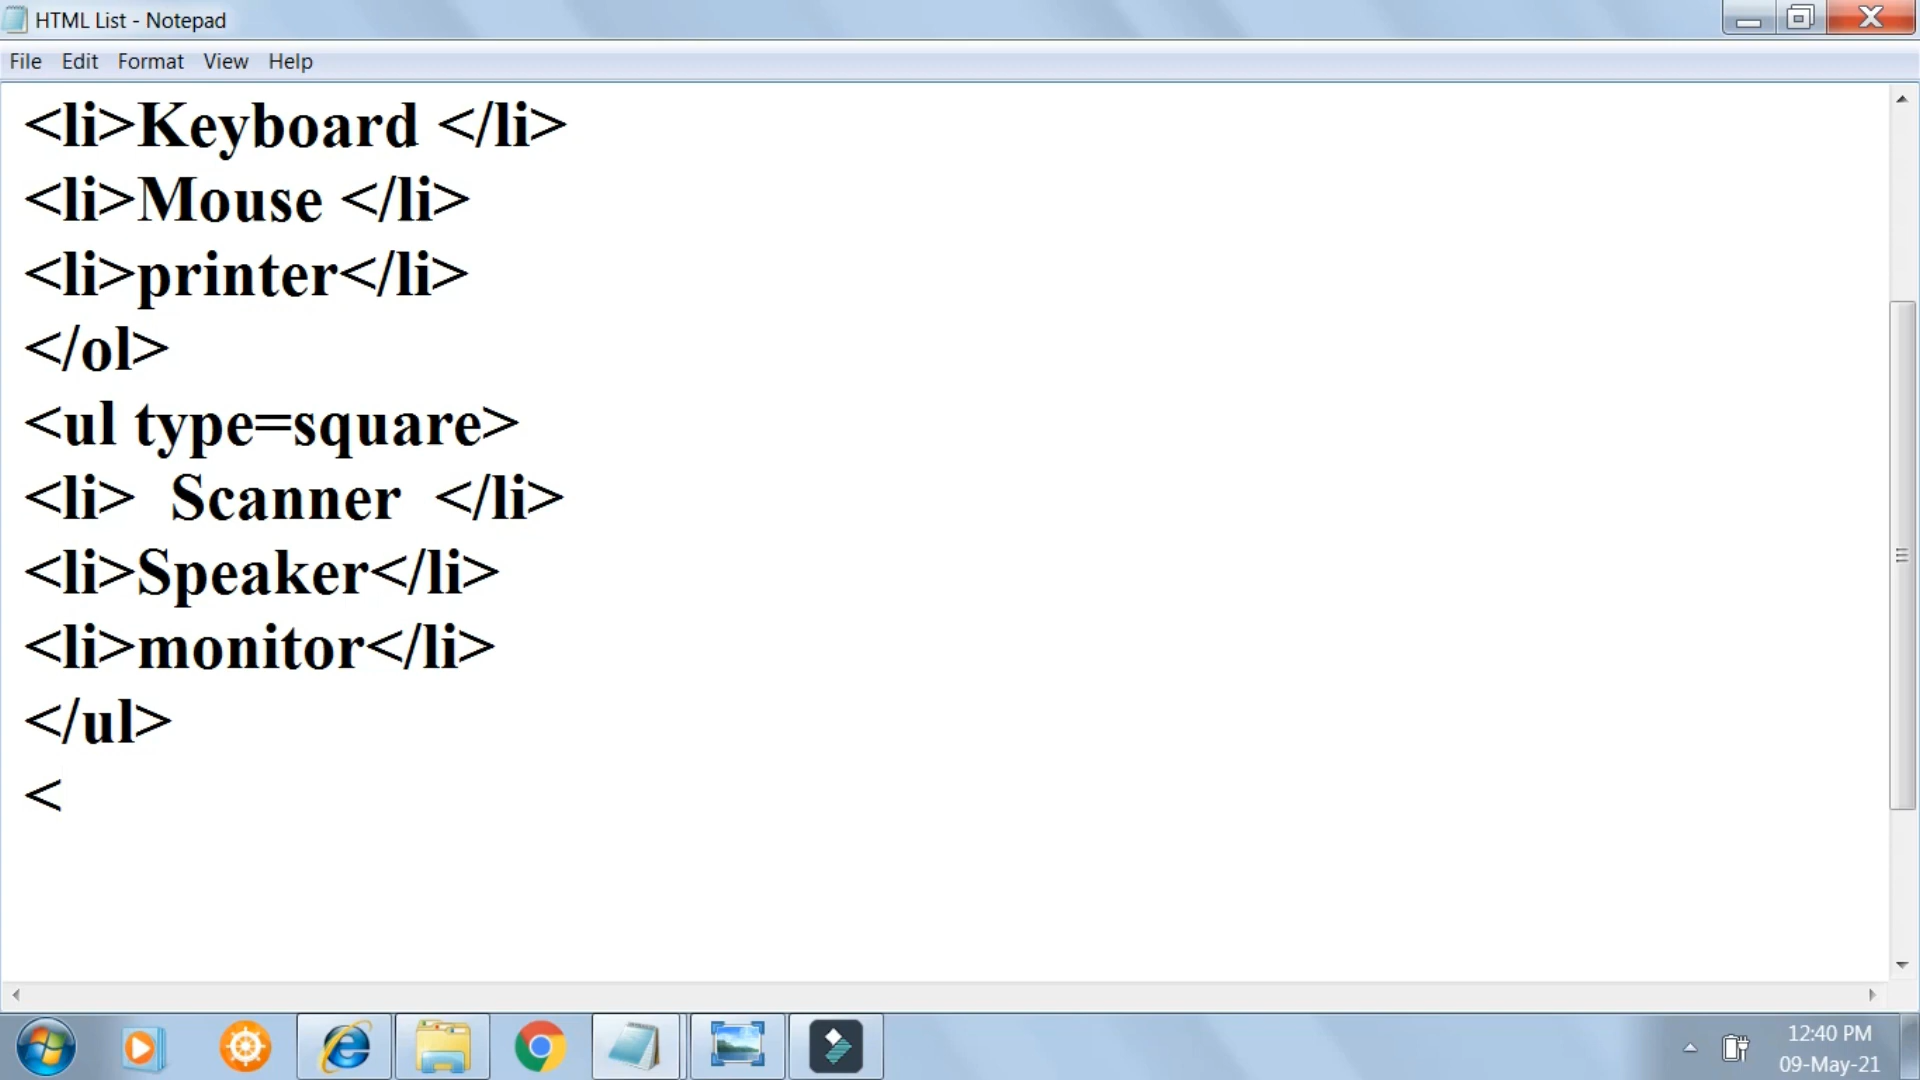 HTML List - Notepad
File Edit Format View Help
<li>Keyboard </li>
<li>Mouse </li>
<li>printer</li>
</ol>
<ul type=square>
<li>  Scanner  </li>
<li>Speaker</li>
<li>monitor</li>
</ul>
<
12:40 PM
09-May-21